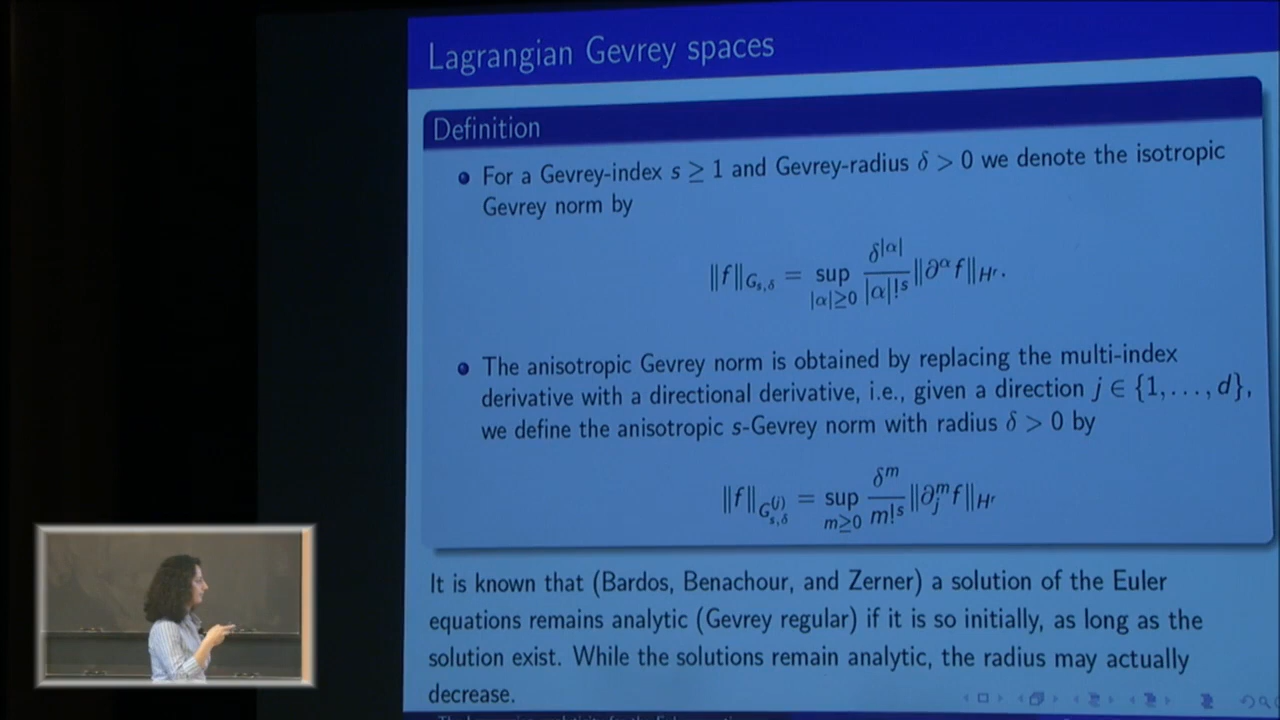 Lagrangian Gevrey spaces
Definition
For a Gevrey-index s ≥ 1 and Gevrey-radius δ > 0 we denote the isotropic
Gevrey norm by
‖f‖_{G_{s,δ}} = sup_{|α|≥0} δ^{|α|} / |α|!^s ‖∂^α f‖_{H^r}.
The anisotropic Gevrey norm is obtained by replacing the multi-index
derivative with a directional derivative, i.e., given a direction j ∈ {1, . . . , d},
we define the anisotropic s-Gevrey norm with radius δ > 0 by
‖f‖_{G_{s,δ}^{(j)}} = sup_{m≥0} δ^m / m!^s ‖∂_j^m f‖_{H^r}
It is known that (Bardos, Benachour, and Zerner) a solution of the Euler
equations remains analytic (Gevrey regular) if it is so initially, as long as the
solution exist. While the solutions remain analytic, the radius may actually
decrease.